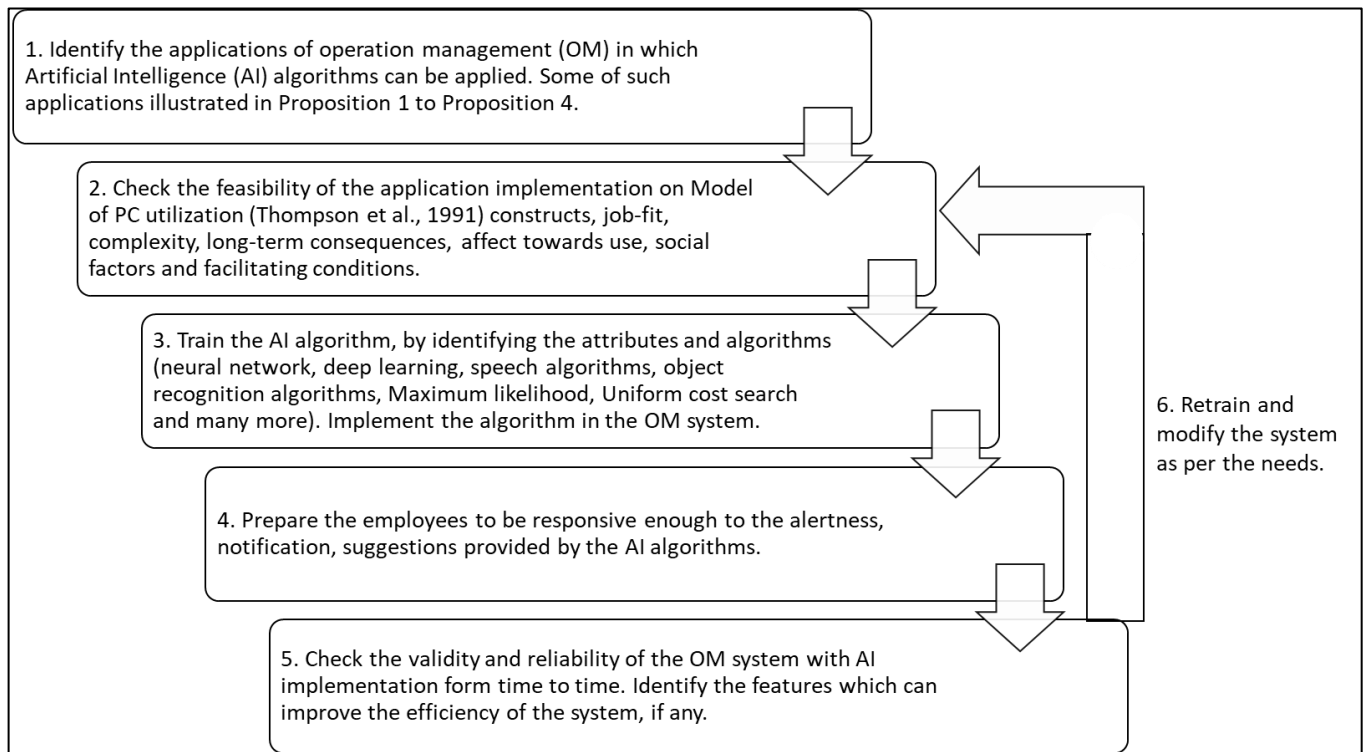 1. Identify the applications of operation management (OM) in which
Artificial Intelligence (AI) algorithms can be applied. Some of such
applications illustrated in Proposition 1 to Proposition 4.
2. Check the feasibility of the application implementation on Model
of PC utilization (Thompson et al., 1991) constructs, job-fit,
complexity, long-term consequences, affect towards use, social
factors and facilitating conditions.
3. Train the AI algorithm, by identifying the attributes and algorithms
(neural network, deep learning, speech algorithms, object
recognition algorithms, Maximum likelihood, Uniform cost search
and many more). Implement the algorithm in the OM system.
4. Prepare the employees to be responsive enough to the alertness,
notification, suggestions provided by the AI algorithms.
5. Check the validity and reliability of the OM system with AI
implementation form time to time. Identify the features which can
improve the efficiency of the system, if any.
6. Retrain and
modify the system
as per the needs.